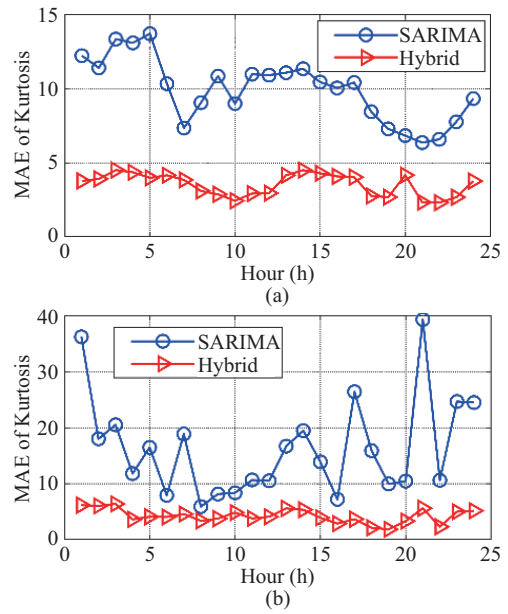 15
10
5
0
MAE of Kurtosis
SARIMA
Hybrid
0 5 10 15 20 25
Hour (h)
(a)
40
30
20
10
0
MAE of Kurtosis
SARIMA
Hybrid
0 5 10 15 20 25
Hour (h)
(b)